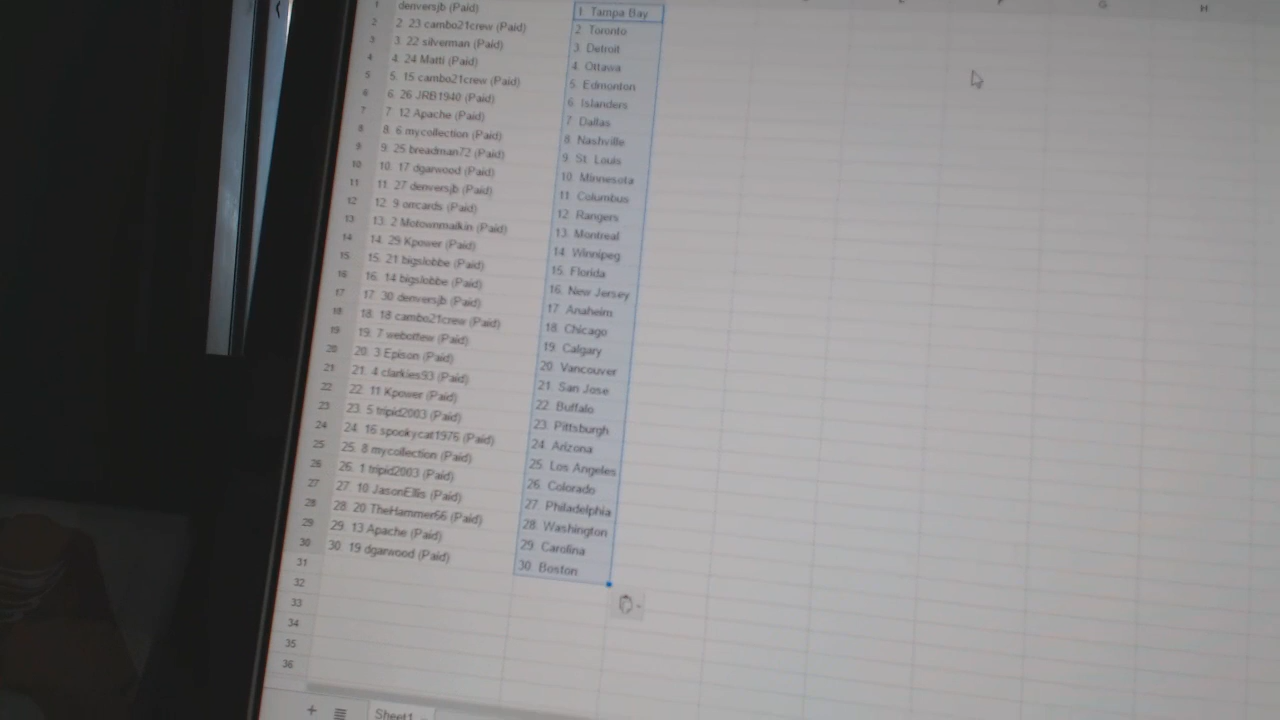 G H
1 denversjb (Paid) 1 Tampa Bay
2 2. 23 cambo21crew (Paid) 2 Toronto
3 3. 22 silverman (Paid) 3 Detroit
4 4. 24 Matti (Paid) 4 Ottawa
5 5. 15 cambo21crew (Paid) 5 Edmonton
6 6. 26 JRB1940 (Paid) 6 Islanders
7 7 12 Apache (Paid) 7 Dallas
8 8. 6 mycollection (Paid) 8 Nashville
9 9. 25 breadman72 (Paid) 9 St. Louis
10 10. 17 dgarwood (Paid) 10 Minnesota
11 11. 27 denversjb (Paid) 11 Columbus
12 12. 9 orrcards (Paid) 12 Rangers
13 13. 2 Motownmalkin (Paid) 13 Montreal
14 14. 29 Kpower (Paid) 14 Winnipeg
15 15. 21 bigslobbe (Paid) 15 Florida
16 16. 14 bigslobbe (Paid) 16 New Jersey
17 17. 30 denversjb (Paid) 17 Anaheim
18 18. 18 cambo21crew (Paid) 18 Chicago
19 19. 7 webottew (Paid) 19 Calgary
20 20. 3 Epison (Paid) 20 Vancouver
21 21. 4 clarkies93 (Paid) 21 San Jose
22 22. 11 Kpower (Paid) 22 Buffalo
23 23. 5 tripid2003 (Paid) 23 Pittsburgh
24 24. 16 spookycat1976 (Paid) 24 Arizona
25 25. 8 mycollection (Paid) 25 Los Angeles
26 26. 1 tripid2003 (Paid) 26 Colorado
27 27. 10 JasonEllis (Paid) 27 Philadelphia
28 28. 20 TheHammer66 (Paid) 28 Washington
29 29. 13 Apache (Paid) 29 Carolina
30 30. 19 dgarwood (Paid) 30 Boston
31
32
33
34
35
36
Sheet1